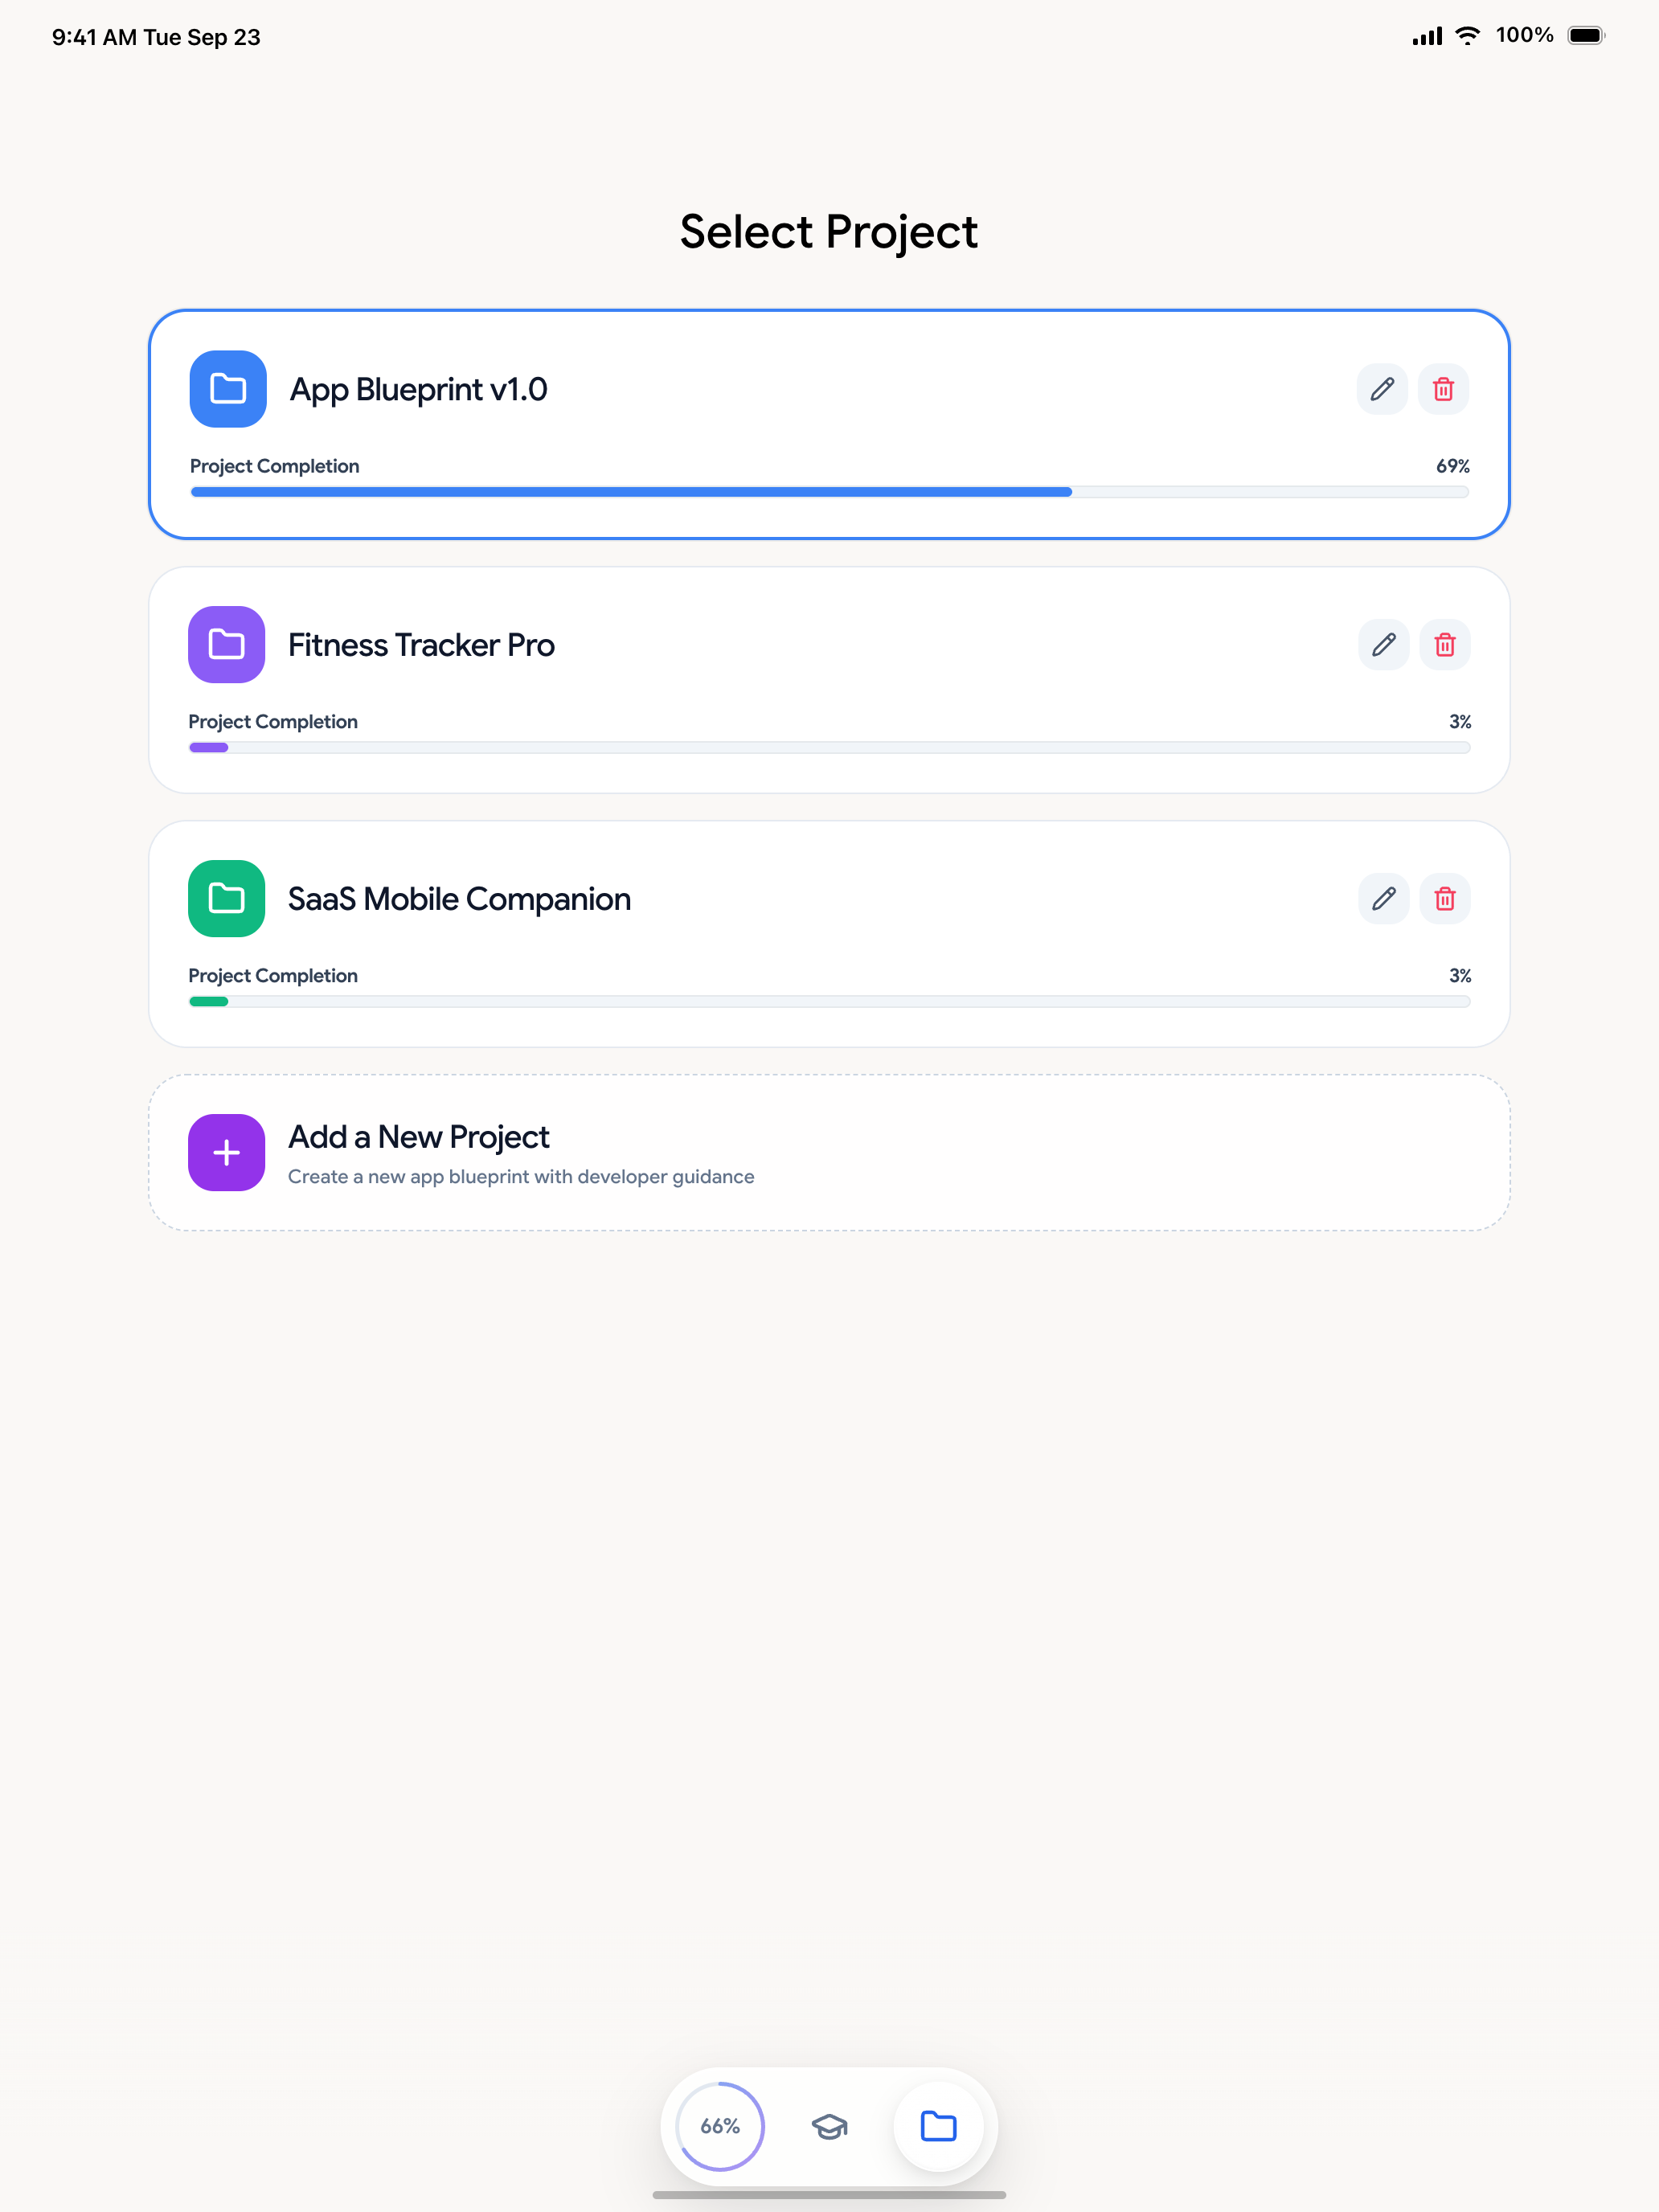 9:41 AM Tue Sep 23
100%
Select Project
App Blueprint v1.0
Project Completion
69%
Fitness Tracker Pro
Project Completion
3%
SaaS Mobile Companion
Project Completion
3%
Add a New Project
Create a new app blueprint with developer guidance
66%